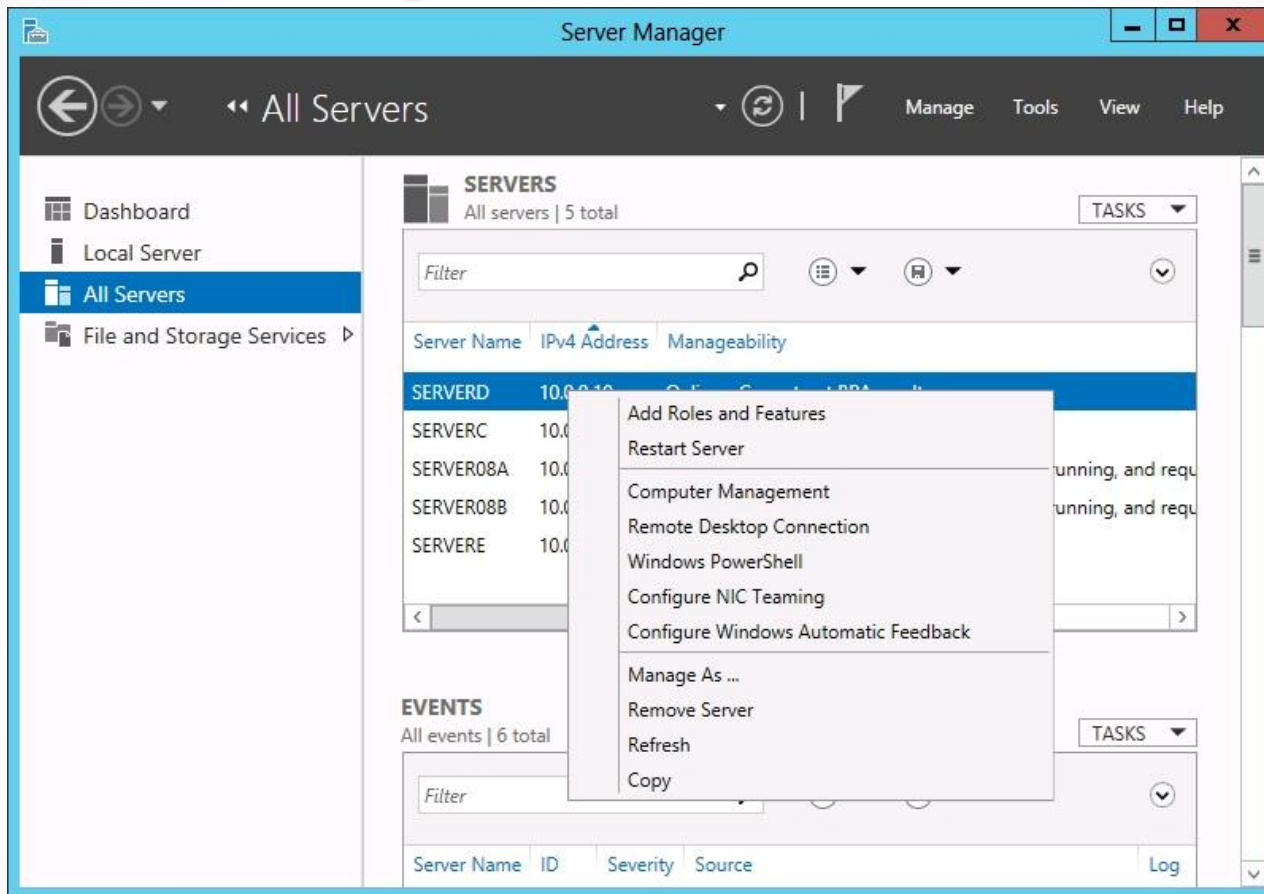 Server Manager
All Servers
Manage Tools View Help
Dashboard
Local Server
All Servers
File and Storage Services
SERVERS
All servers | 5 total
TASKS
Filter
Server Name IPv4 Address Manageability
SERVERD
SERVERC
SERVER08A running, and requ
SERVER08B running, and requ
SERVERE
Add Roles and Features
Restart Server
Computer Management
Remote Desktop Connection
Windows PowerShell
Configure NIC Teaming
Configure Windows Automatic Feedback
Manage As ...
Remove Server
Refresh
Copy
EVENTS
All events | 6 total
TASKS
Filter
Server Name ID Severity Source Log